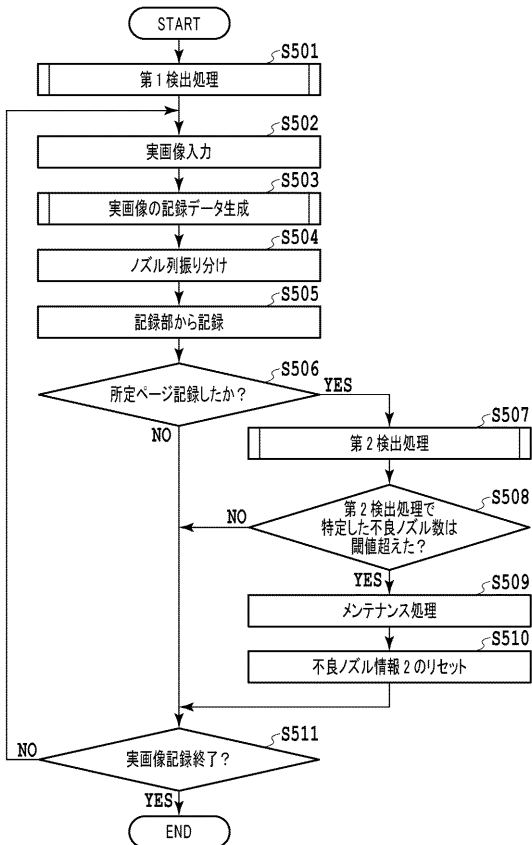 START
S501
第1検出処理
S502
実画像入力
S503
実画像の記録データ生成
S504
ノズル列振り分け
S505
記録部から記録
S506
所定ページ記録したか?
YES
NO
S507
第2検出処理
S508
第2検出処理で
特定した不良ノズル数は
閾値超えた?
NO
YES
S509
メンテナンス処理
S510
不良ノズル情報2のリセット
S511
実画像記録終了?
NO
YES
END